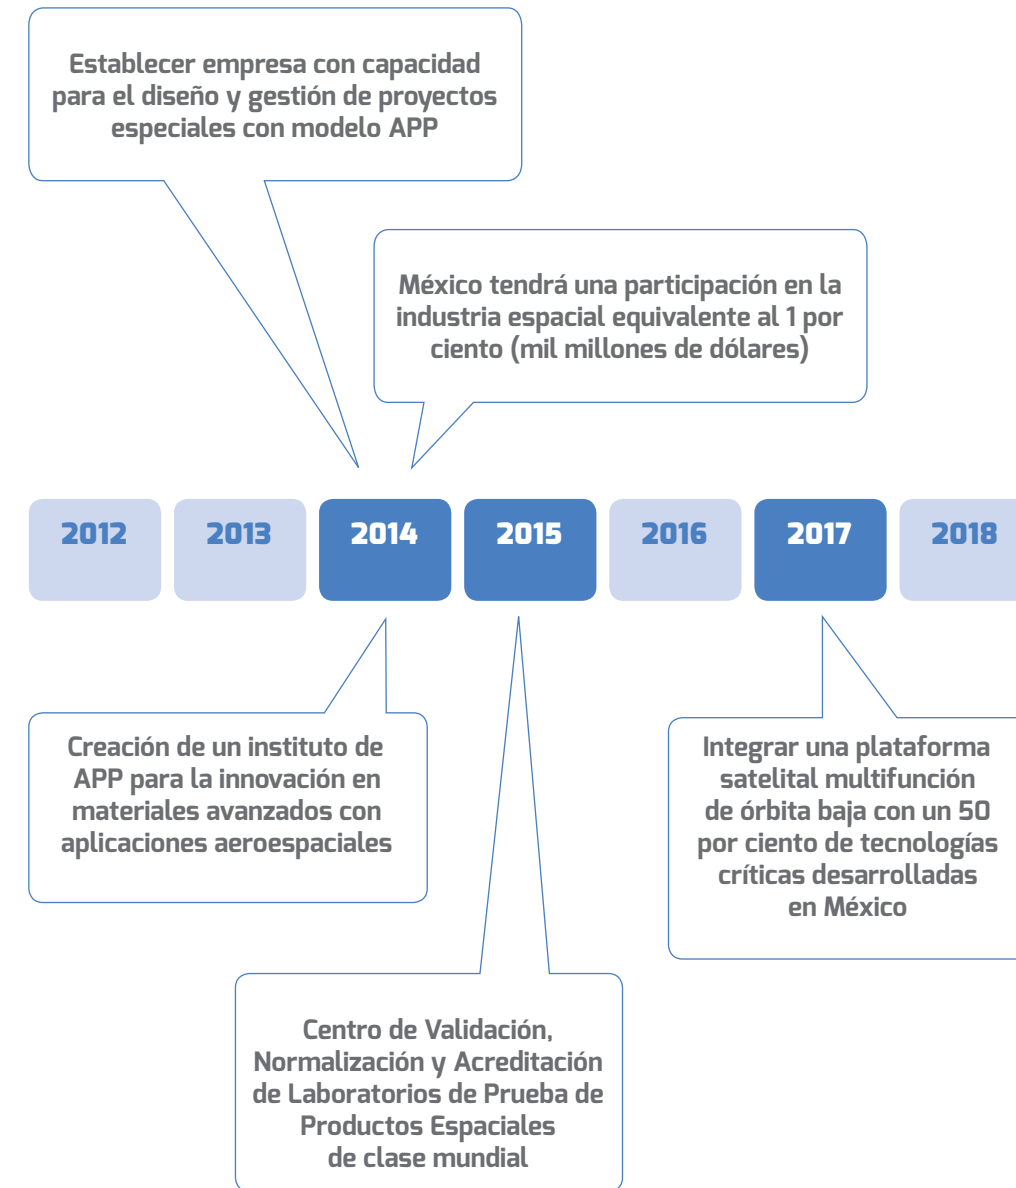 Establecer empresa con capacidad
para el diseño y gestión de proyectos
especiales con modelo APP
México tendrá una participación en la
industria espacial equivalente al 1 por
ciento (mil millones de dólares)
2012
2013
2014
2015
2016
2017
2018
Creación de un instituto de
APP para la innovación en
materiales avanzados con
aplicaciones aeroespaciales
Integrar una plataforma
satelital multifunción
de órbita baja con un 50
por ciento de tecnologías
críticas desarrolladas
en México
Centro de Validación,
Normalización y Acreditación
de Laboratorios de Prueba de
Productos Espaciales
de clase mundial